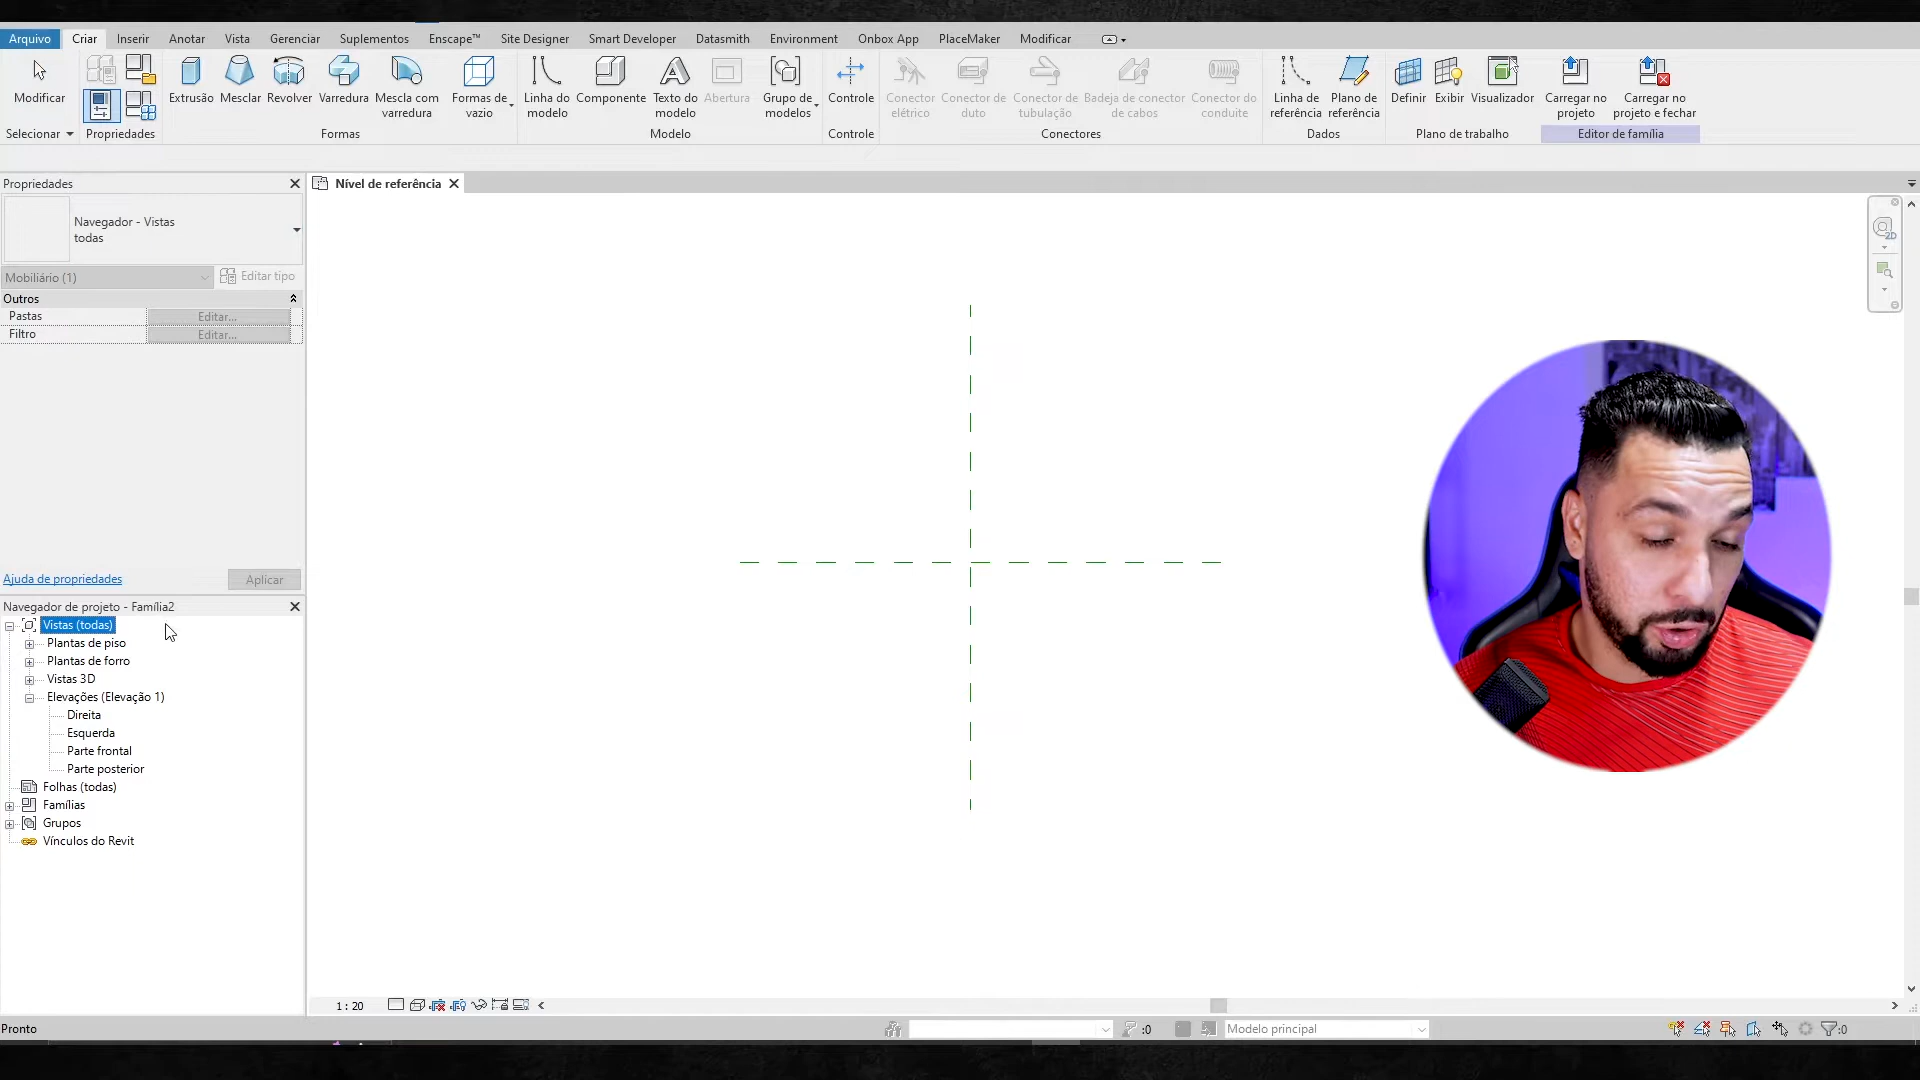 Arquivo Criar Inserir Anotar Vista Gerenciar Suplementos Enscape™ Site Designer Smart Developer Datasmith Environment Onbox App PlaceMaker Modificar
Modificar Extrusão Mesclar Revolver Varredura Mescla com varredura Formas de vazio Linha do modelo Componente Texto do modelo Abertura Grupo de modelos Controle Conector elétrico Conector de duto Conector de tubulação Badeja de conector de cabos Conector do conduite Linha de referência Plano de referência Definir Exibir Visualizador Carregar no projeto Carregar no projeto e fechar
Selecionar Propriedades Formas Modelo Controle Conectores Dados Plano de trabalho Editor de família
Propriedades
Nível de referência
Navegador - Vistas
todas
Mobiliário (1) Editar tipo
Outros
Pastas Editar...
Filtro Editar...
Ajuda de propriedades Aplicar
Navegador de projeto - Família2
Vistas (todas)
Plantas de piso
Plantas de forro
Vistas 3D
Elevações (Elevação 1)
Direita
Esquerda
Parte frontal
Parte posterior
Folhas (todas)
Famílias
Grupos
Vínculos do Revit
2D
1 : 20
Pronto :0 Modelo principal :0